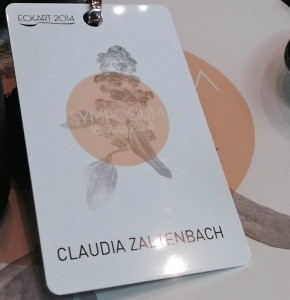 ECKART 2014
SYMPOSIUM
CLAUDIA ZALTENBACH